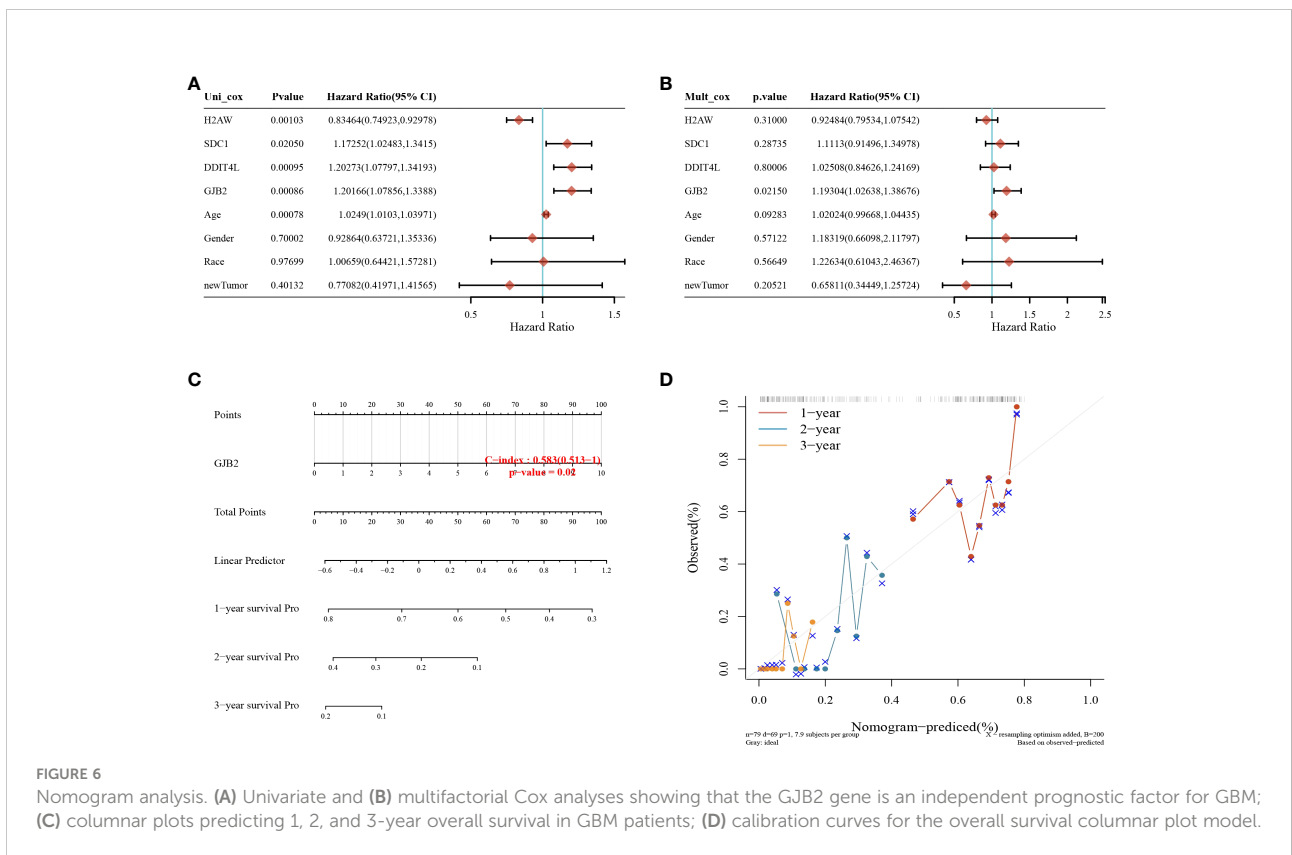 A
Uni_cox Pvalue Hazard Ratio(95% CI)
H2AW 0.00103 0.83464(0.74923,0.92978)
SDC1 0.02050 1.17252(1.02483,1.3415)
DDIT4L 0.00095 1.20273(1.07797,1.34193)
GJB2 0.00086 1.20166(1.07856,1.3388)
Age 0.00078 1.0249(1.0103,1.03971)
Gender 0.70002 0.92864(0.63721,1.35336)
Race 0.97699 1.00659(0.64421,1.57281)
newTumor 0.40132 0.77082(0.41971,1.41565)
0.5 1 1.5
Hazard Ratio
B
Mult_cox p.value Hazard Ratio(95% CI)
H2AW 0.31000 0.92484(0.79534,1.07542)
SDC1 0.28735 1.1113(0.91496,1.34978)
DDIT4L 0.80006 1.02508(0.84626,1.24169)
GJB2 0.02150 1.19304(1.02638,1.38676)
Age 0.09283 1.02024(0.99668,1.04435)
Gender 0.57122 1.18319(0.66098,2.11797)
Race 0.56649 1.22634(0.61043,2.46367)
newTumor 0.20521 0.65811(0.34449,1.25724)
0.5 1 1.5 2 2.5
Hazard Ratio
C
Points 0 10 20 30 40 50 60 70 80 90 100
GJB2 0 1 2 3 4 5 6 7 8 9 10
C−index : 0.583(0.513−1)
p−value = 0.02
Total Points 0 10 20 30 40 50 60 70 80 90 100
Linear Predictor −0.6 −0.4 −0.2 0 0.2 0.4 0.6 0.8 1 1.2
1−year survival Pro 0.8 0.7 0.6 0.5 0.4 0.3
2−year survival Pro 0.4 0.3 0.2 0.1
3−year survival Pro 0.2 0.1
D
1−year
2−year
3−year
Observed(%)
1.0
0.8
0.6
0.4
0.2
0.0
0.0 0.2 0.4 0.6 0.8 1.0
Nomogram−prediced(%)
n=79 d=69 p=1, 7.9 subjects per group
Gray: ideal
X − resampling optimism added, B=200
Based on observed−predicted
FIGURE 6
Nomogram analysis. (A) Univariate and (B) multifactorial Cox analyses showing that the GJB2 gene is an independent prognostic factor for GBM;
(C) columnar plots predicting 1, 2, and 3-year overall survival in GBM patients; (D) calibration curves for the overall survival columnar plot model.